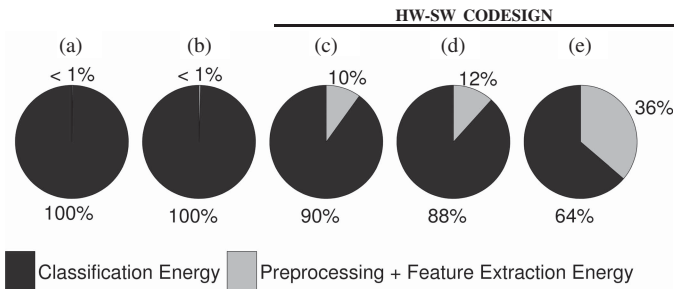 HW-SW CODESIGN
(a) (b) (c) (d) (e)
< 1% < 1% 10% 12% 36%
100% 100% 90% 88% 64%
Classification Energy Preprocessing + Feature Extraction Energy